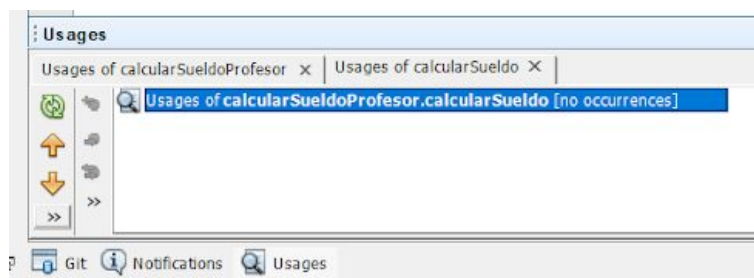 Usages
Usages of calcularSueldoProfesor × Usages of calcularSueldo ×
Usages of calcularSueldoProfesor.calcularSueldo [no occurrences]
»
»
Git Notifications Usages